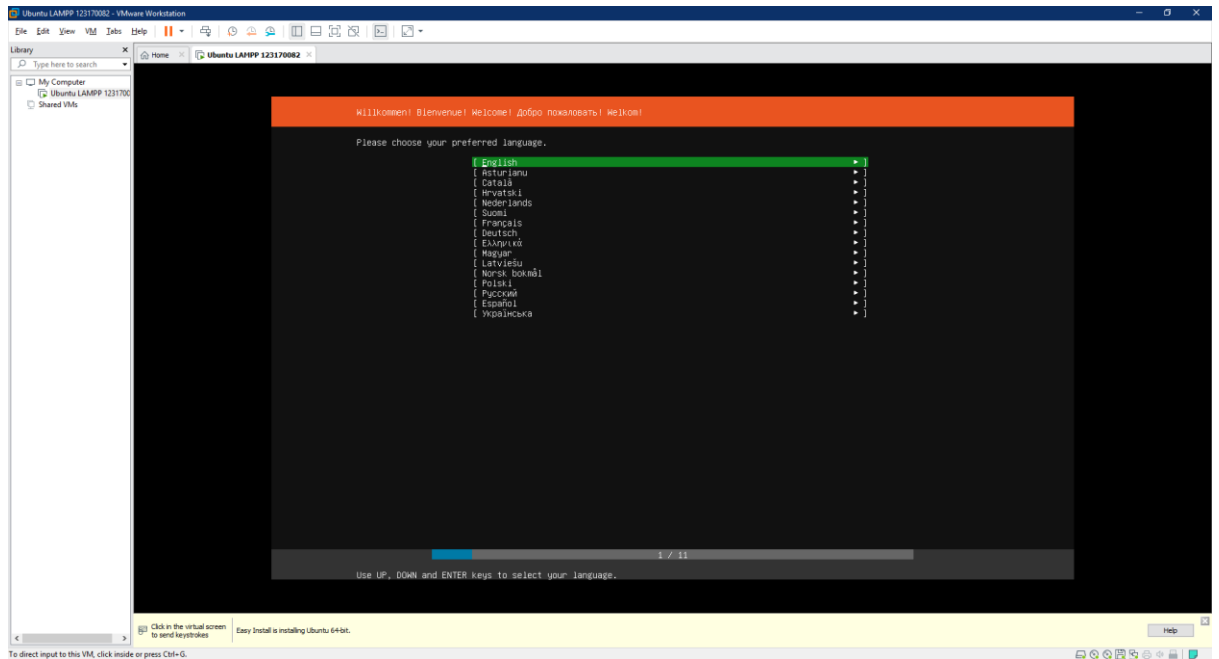 Ubuntu LAMPP 123170082 - VMware Workstation
File Edit View VM Tabs Help
Library
Home
Ubuntu LAMPP 123170082
Type here to search
My Computer
Ubuntu LAMPP 1231700
Shared VMs
Willkommen! Bienvenue! Welcome! Добро пожаловать! Welkom!
Please choose your preferred language.
[ English ► ]
[ Asturianu ► ]
[ Català ► ]
[ Hrvatski ► ]
[ Nederlands ► ]
[ Suomi ► ]
[ Français ► ]
[ Deutsch ► ]
[ Ελληνικά ► ]
[ Magyar ► ]
[ Latviešu ► ]
[ Norsk bokmål ► ]
[ Polski ► ]
[ Русский ► ]
[ Español ► ]
[ Українська ► ]
1 / 11
Use UP, DOWN and ENTER keys to select your language.
Click in the virtual screen
to send keystrokes
Easy Install is installing Ubuntu 64-bit.
Help
To direct input to this VM, click inside or press Ctrl+G.